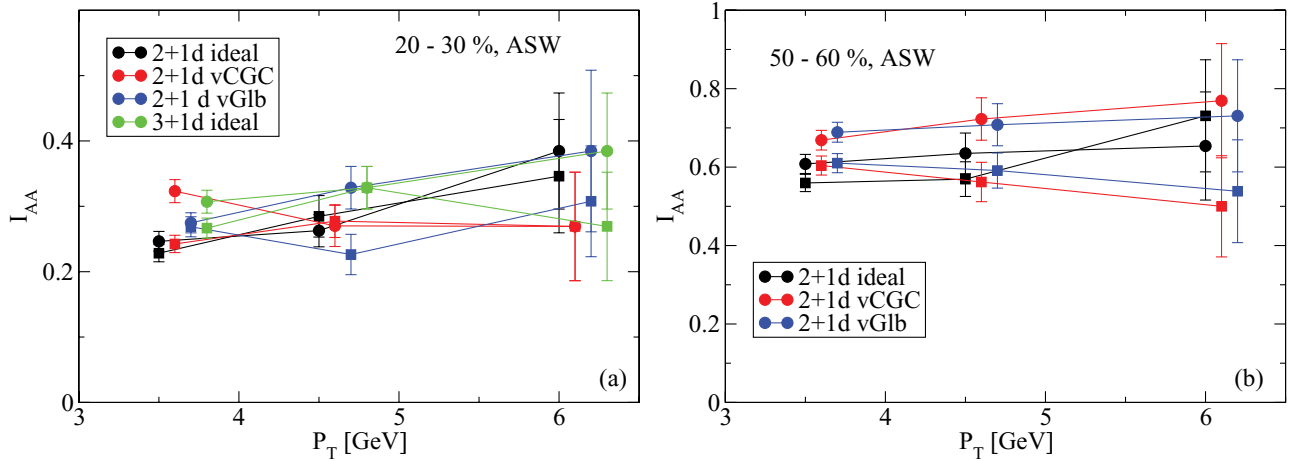 20 - 30 %, ASW
2+1d ideal
2+1d vCGC
2+1 d vGlb
3+1d ideal
0.4
0.2
0
I_AA
3 4 5 6
P_T [GeV]
(a)
50 - 60 %, ASW
1
0.8
0.6
0.4
0.2
0
I_AA
2+1d ideal
2+1d vCGC
2+1d vGlb
3 4 5 6
P_T [GeV]
(b)